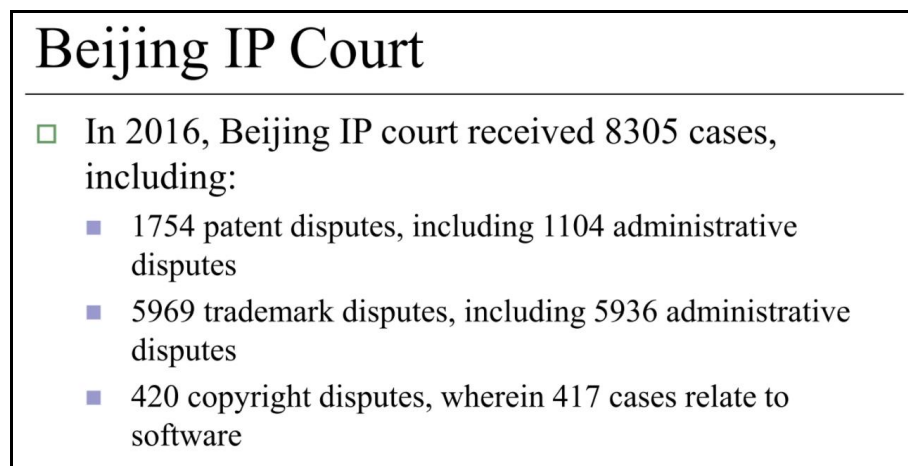 Beijing IP Court
In 2016, Beijing IP court received 8305 cases,
including:
1754 patent disputes, including 1104 administrative
disputes
5969 trademark disputes, including 5936 administrative
disputes
420 copyright disputes, wherein 417 cases relate to
software